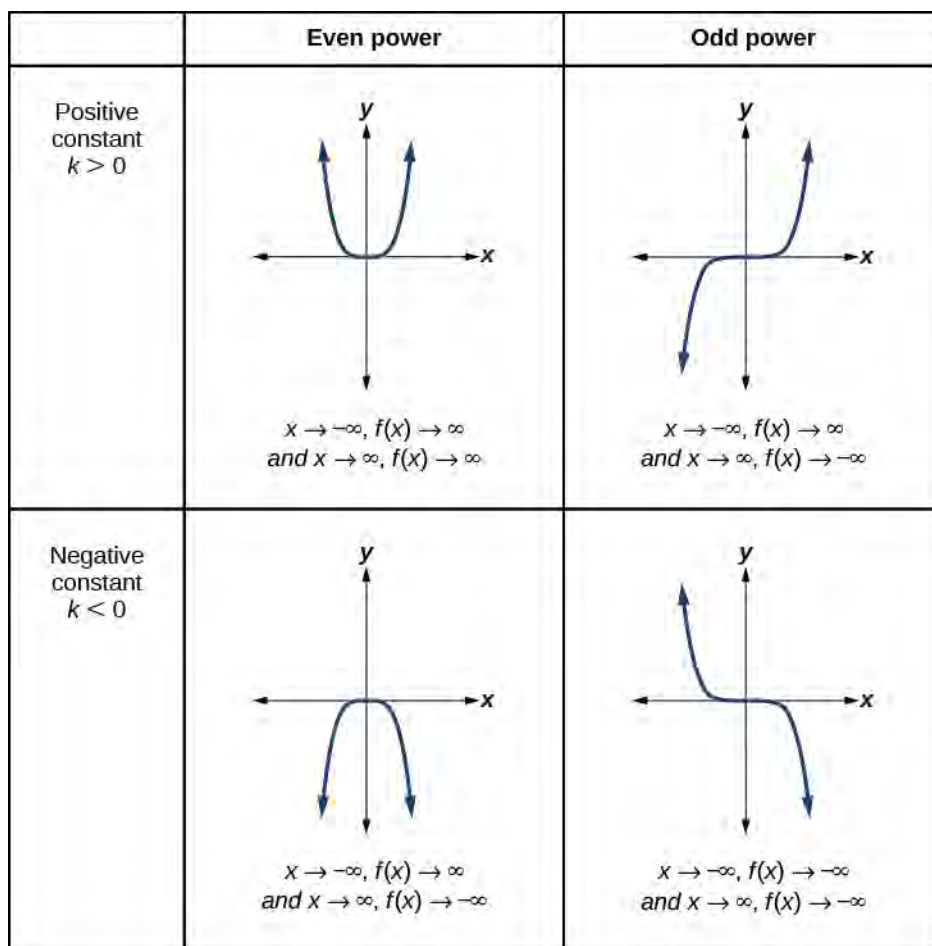 Even power
Odd power
Positive
constant
k > 0
y
x
x → −∞, f(x) → ∞
and x → ∞, f(x) → ∞
y
x
x → −∞, f(x) → ∞
and x → ∞, f(x) → −∞
Negative
constant
k < 0
y
x
x → −∞, f(x) → ∞
and x → ∞, f(x) → −∞
y
x
x → −∞, f(x) → −∞
and x → ∞, f(x) → −∞